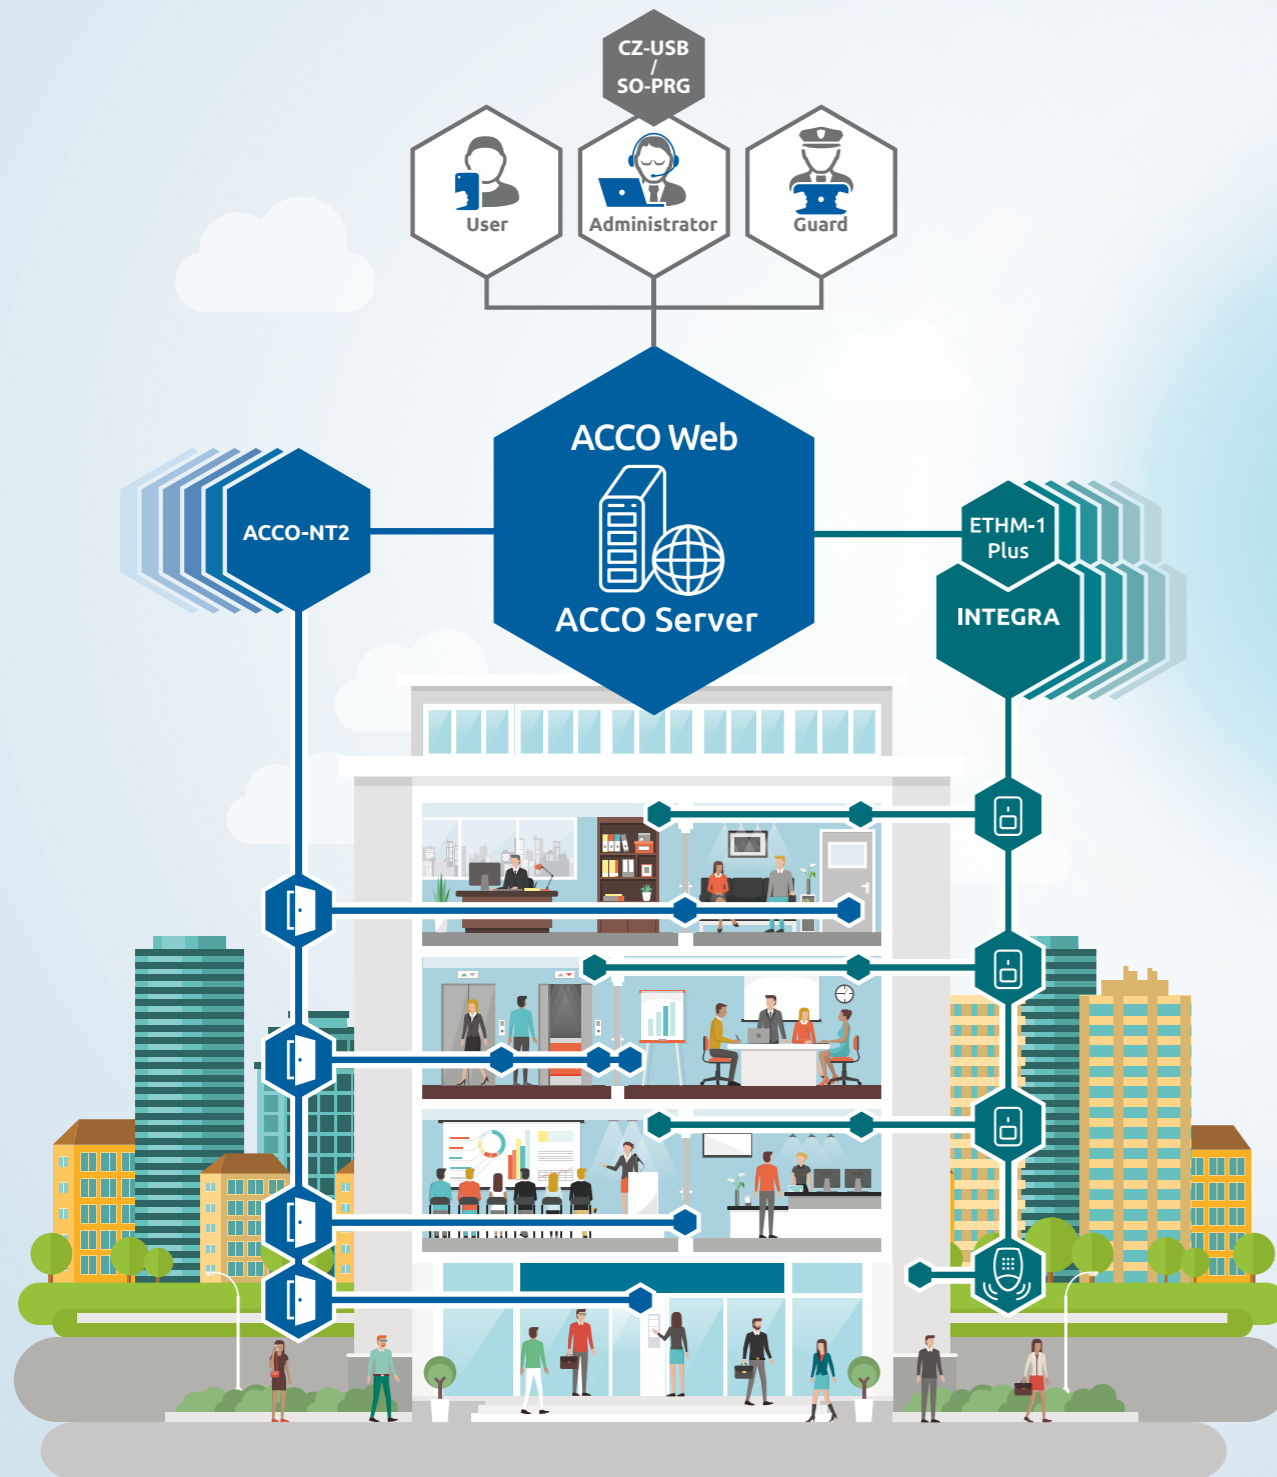 CZ-USB
/
SO-PRG
User
Administrator
Guard
ACCO Web
ACCO Server
ACCO-NT2
ETHM-1
Plus
INTEGRA